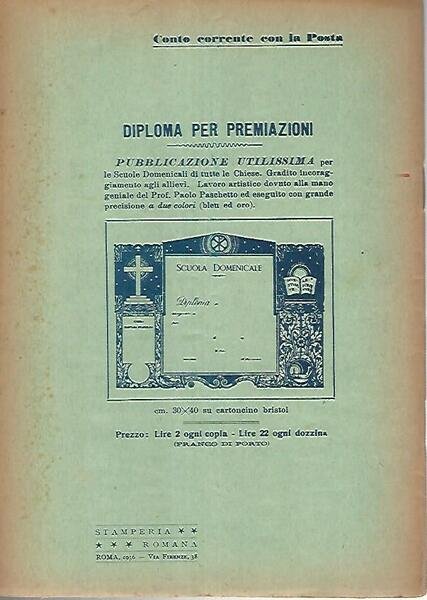 Conto corrente con la Posta
DIPLOMA PER PREMIAZIONI
PUBBLICAZIONE UTILISSIMA per
le Scuole Domenicali di tutte le Chiese. Gradito incorag-
giamento agli allievi. Lavoro artistico dovuto alla mano
geniale del Prof. Paolo Paschetto ed eseguito con grande
precisione a due colori (bleu ed oro).
SCUOLA DOMENICALE
Diploma
cm. 30×40 su cartoncino bristol
Prezzo: Lire 2 ogni copia - Lire 22 ogni dozzina
(FRANCO DI PORTO)
STAMPERIA ★ ★
★ ★ ★ ROMANA
ROMA, 1916 — VIA FIRENZE, 38